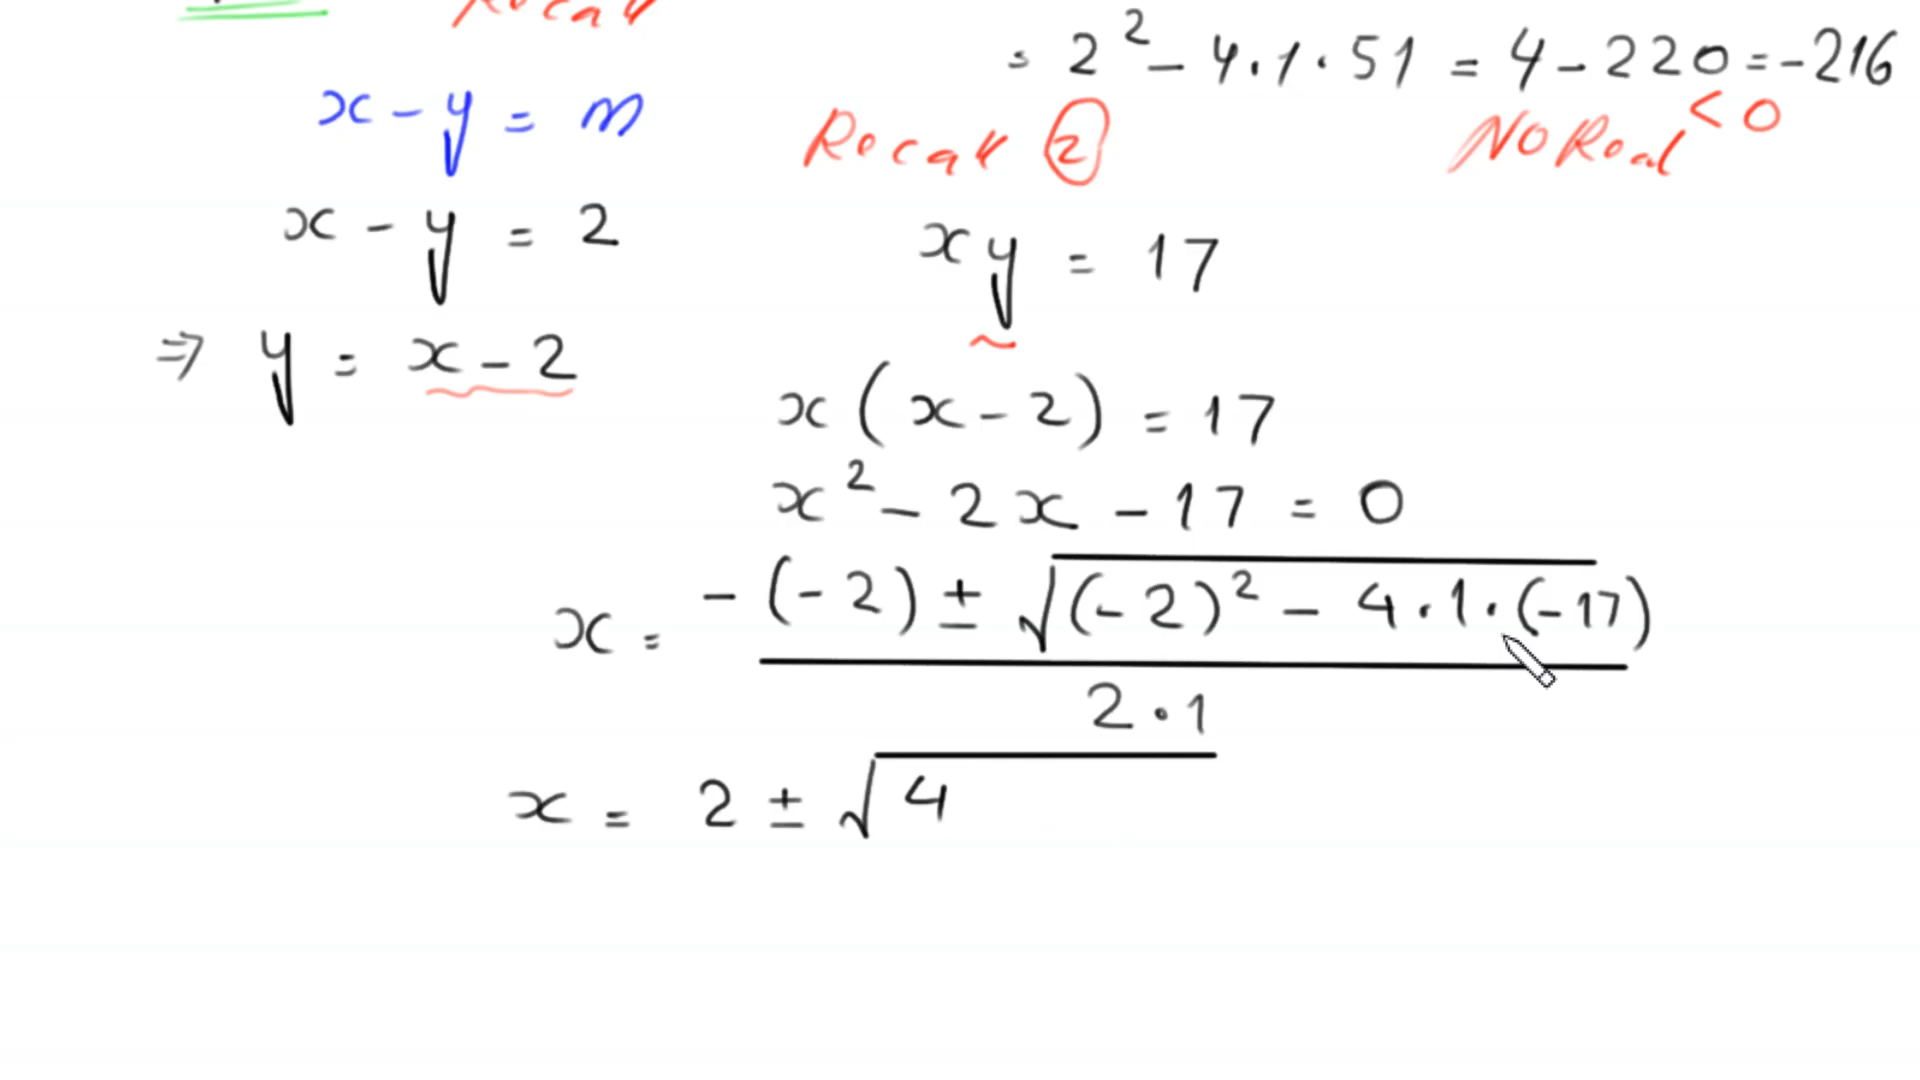 = 2² - 4·1·51 = 4 - 220 = -216
< 0
x - y = m
Recall ②
No Real
x - y = 2
xy = 17
⇒ y = x - 2
x(x - 2) = 17
x² - 2x - 17 = 0
x = -(-2) ± √(-2)² - 4·1·(-17)
2·1
x = 2 ± √4